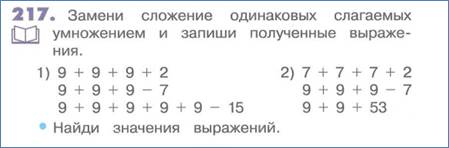 217. Замени сложение одинаковых слагаемых
умножением и запиши полученные выраже-
ния.
1) 9 + 9 + 9 + 2 2) 7 + 7 + 7 + 2
9 + 9 + 9 − 7 9 + 9 + 9 − 7
9 + 9 + 9 + 9 + 9 − 15 9 + 9 + 53
• Найди значения выражений.